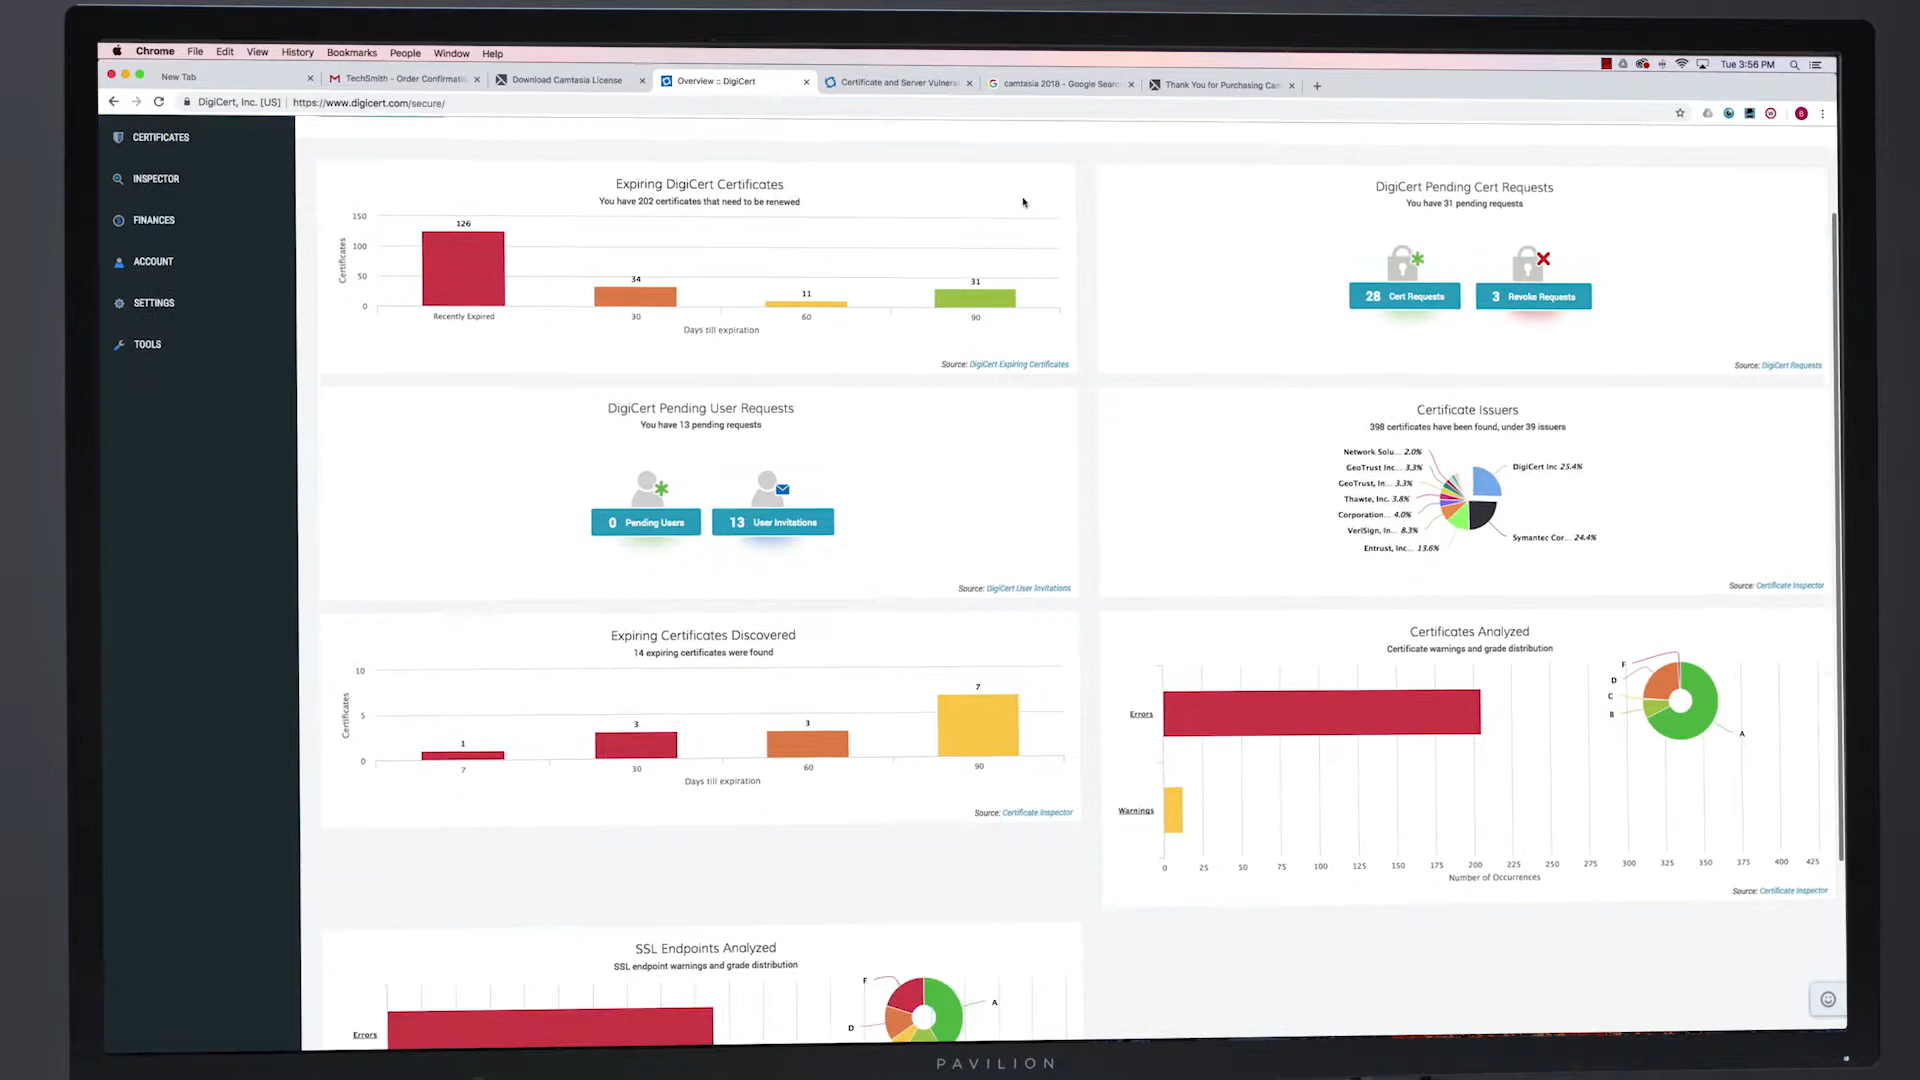 Chrome File Edit View History Bookmarks People Window Help
Tue 3:56 PM
New Tab
TechSmith - Order Confirmatic
Download Camtasia License
Overview :: DigiCert
Certificate and Server Vulnera
camtasia 2018 - Google Searc
Thank You for Purchasing Cam
DigiCert, Inc. [US] | https://www.digicert.com/secure/
B
CERTIFICATES
INSPECTOR
FINANCES
ACCOUNT
SETTINGS
TOOLS
Expiring DigiCert Certificates
You have 202 certificates that need to be renewed
Certificates
150
100
50
0
126
34
11
31
Recently Expired
30
60
90
Days till expiration
Source: DigiCert Expiring Certificates
DigiCert Pending Cert Requests
You have 31 pending requests
28 Cert Requests
3 Revoke Requests
Source: DigiCert Requests
DigiCert Pending User Requests
You have 13 pending requests
0 Pending Users
13 User Invitations
Source: DigiCert User Invitations
Certificate Issuers
398 certificates have been found, under 39 issuers
Network Solu... 2.0%
GeoTrust Inc... 3.3%
GeoTrust, In... 3.3%
Thawte, Inc. 3.8%
Corporation... 4.0%
VeriSign, In... 8.3%
Entrust, Inc... 13.6%
DigiCert Inc 25.4%
Symantec Cor... 24.4%
Source: Certificate Inspector
Expiring Certificates Discovered
14 expiring certificates were found
Certificates
10
5
0
1
3
3
7
7
30
60
90
Days till expiration
Source: Certificate Inspector
Certificates Analyzed
Certificate warnings and grade distribution
Errors
Warnings
F
D
C
B
A
0 25 50 75 100 125 150 175 200 225 250 275 300 325 350 375 400 425
Number of Occurrences
Source: Certificate Inspector
SSL Endpoints Analyzed
SSL endpoint warnings and grade distribution
Errors
F
D
A
PAVILION